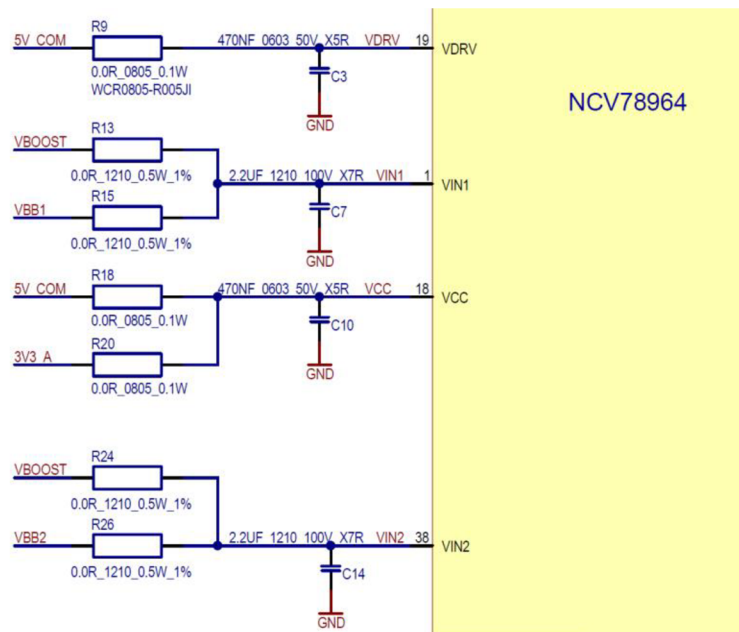 R9
5V_COM
470NF_0603_50V_X5R
VDRV
19
VDRV
0.0R_0805_0.1W
WCR0805-R005JI
C3
GND
NCV78964
R13
VBOOST
0.0R_1210_0.5W_1%
2.2UF_1210_100V_X7R
VIN1
1
VIN1
R15
VBB1
C7
0.0R_1210_0.5W_1%
GND
R18
5V_COM
470NF_0603_50V_X5R
VCC
18
VCC
0.0R_0805_0.1W
C10
R20
3V3_A
GND
0.0R_0805_0.1W
R24
VBOOST
0.0R_1210_0.5W_1%
R26
VBB2
2.2UF_1210_100V_X7R
VIN2
38
VIN2
0.0R_1210_0.5W_1%
C14
GND